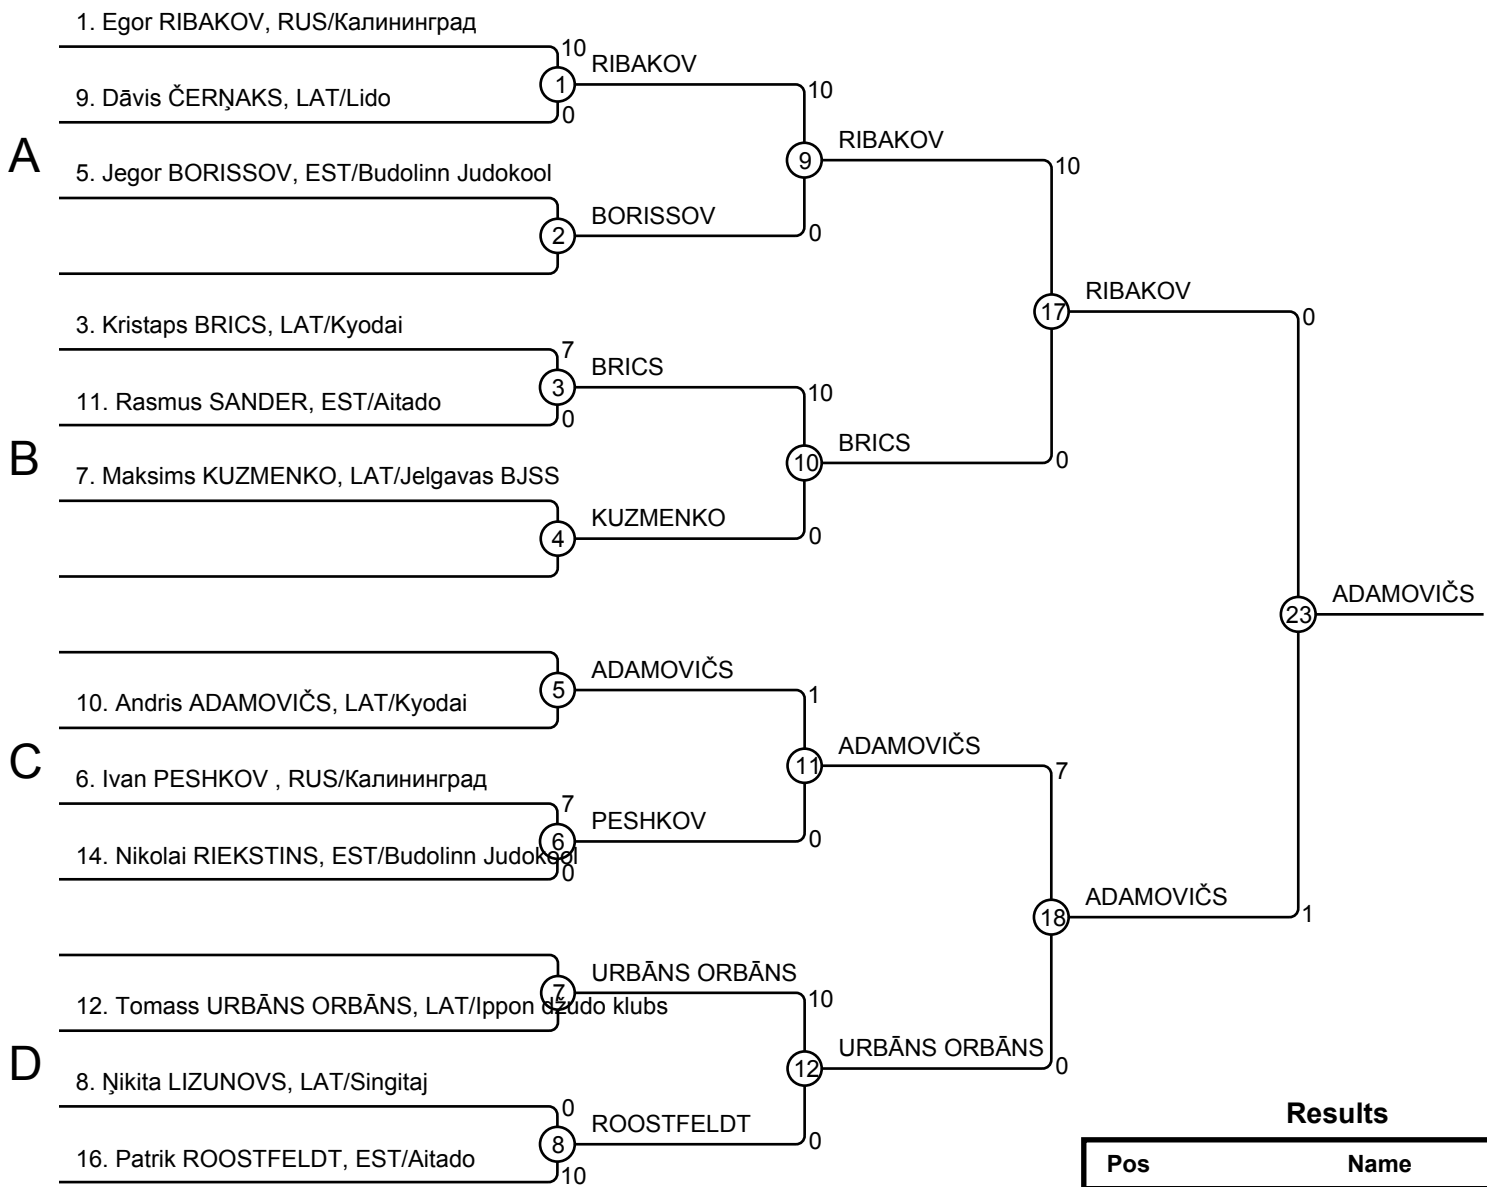 1. Egor RIBAKOV, RUS/Калининград
10
1
RIBAKOV
9. Dāvis ČERŅAKS, LAT/Lido
0
10
A
9
RIBAKOV
5. Jegor BORISSOV, EST/Budolinn Judokool
10
2
BORISSOV
0
3. Kristaps BRICS, LAT/Kyodai
7
17
RIBAKOV
0
3
BRICS
11. Rasmus SANDER, EST/Aitado
0
10
B
10
BRICS
0
7. Maksims KUZMENKO, LAT/Jelgavas BJSS
4
KUZMENKO
0
23
ADAMOVIČS
5
ADAMOVIČS
10. Andris ADAMOVIČS, LAT/Kyodai
1
C
11
ADAMOVIČS
7
6. Ivan PESHKOV , RUS/Калининград
7
6
PESHKOV
0
14. Nikolai RIEKSTINS, EST/Budolinn Judokool
0
18
ADAMOVIČS
1
7
URBĀNS ORBĀNS
12. Tomass URBĀNS ORBĀNS, LAT/Ippon džudo klubs
10
D
12
URBĀNS ORBĀNS
0
8. Ņikita LIZUNOVS, LAT/Singitaj
0
8
ROOSTFELDT
0
16. Patrik ROOSTFELDT, EST/Aitado
10
Results
Pos Name